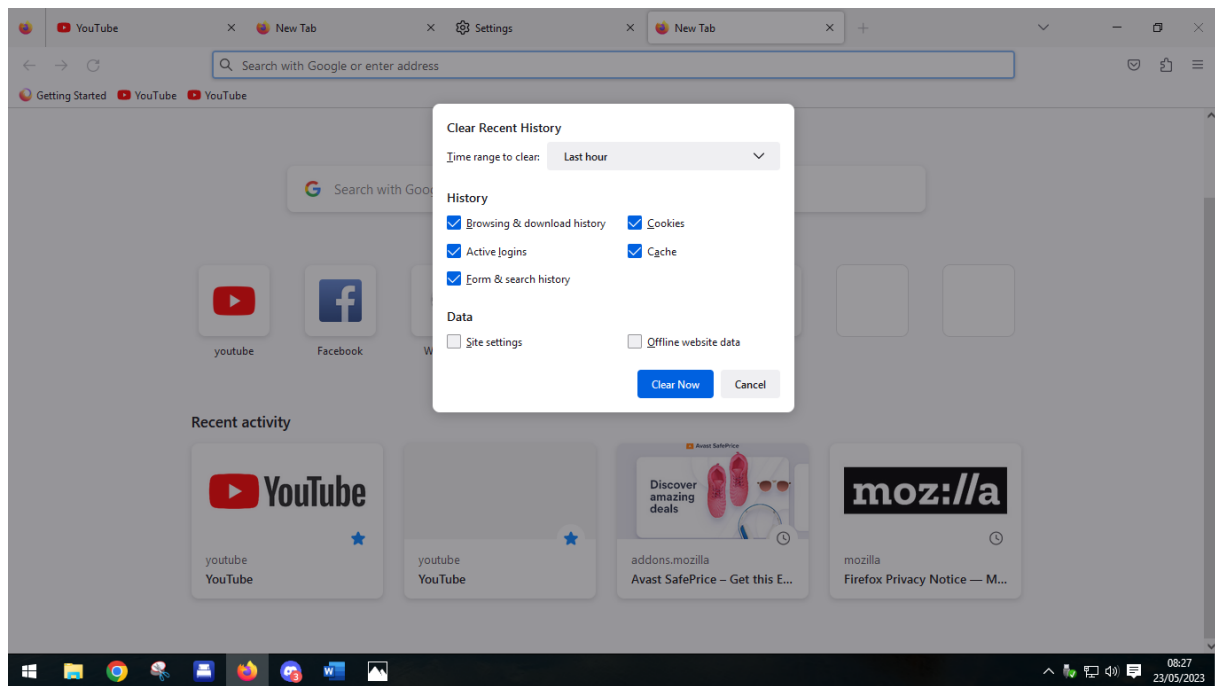 YouTube
New Tab
Settings
New Tab
Search with Google or enter address
Getting Started YouTube YouTube
Clear Recent History
Time range to clear: Last hour
Search with Goo
History
Browsing & download history Cookies
Active logins Cache
Form & search history
Data
Site settings Offline website data
youtube Facebook W
Clear Now Cancel
Recent activity
YouTube
Avast SafePrice
Discover
amazing
deals
moz://a
youtube youtube addons.mozilla mozilla
YouTube YouTube Avast SafePrice – Get this E... Firefox Privacy Notice — M...
08:27
23/05/2023